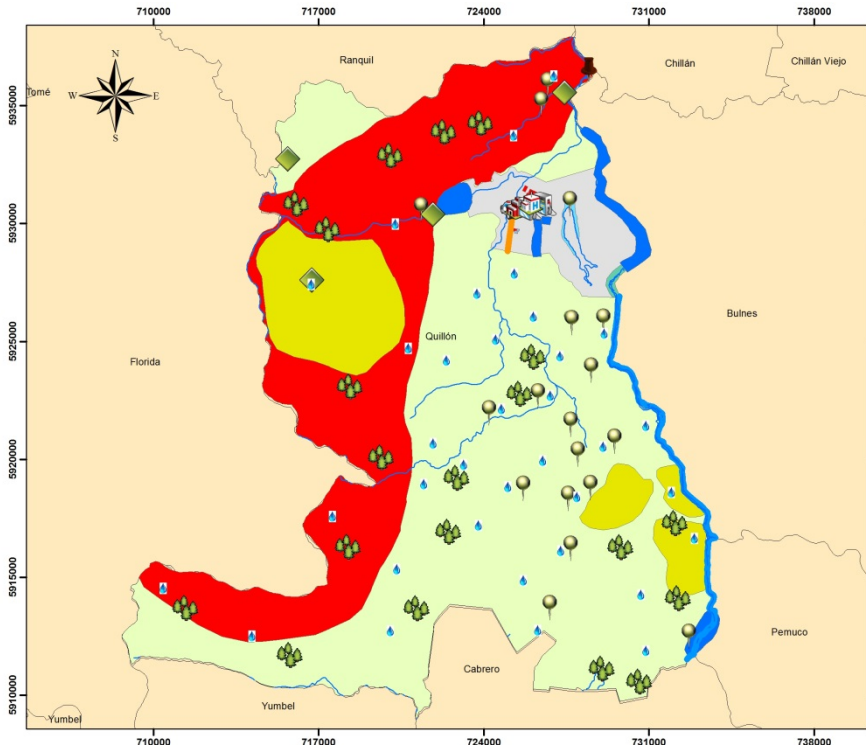 710000 717000 724000 731000 738000
Ranquil
Chillán
Chillán Viejo
Tomé
N
W E
S
H
5935000
5930000
5925000
5920000
5915000
5910000
Bulnes
Quillón
Florida
Pemuco
Cabrero
Yumbel
Yumbel
710000 717000 724000 731000 738000